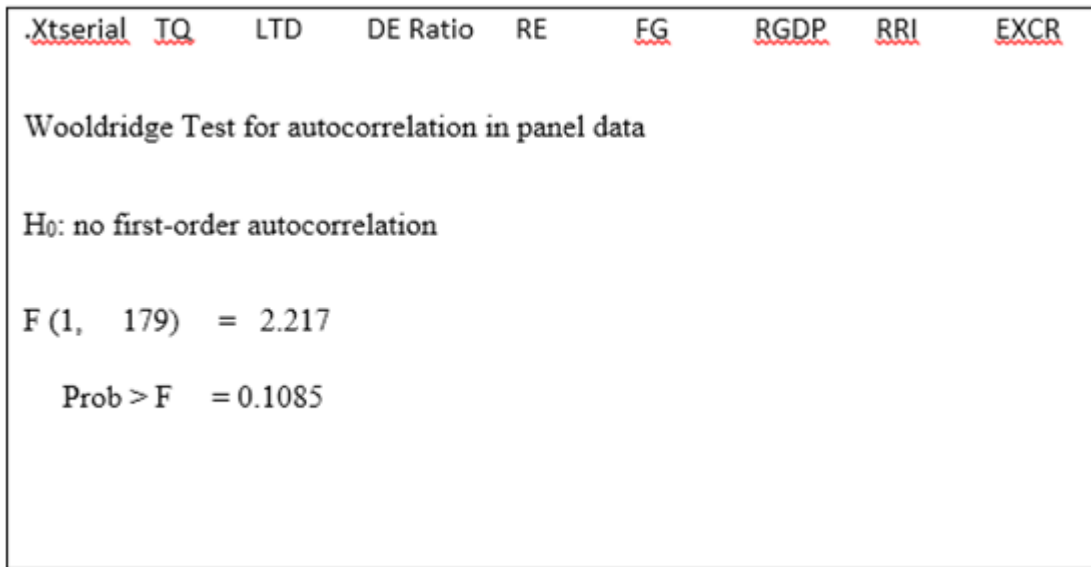 .Xtserial TQ LTD DE Ratio RE FG RGDP RRI EXCR
Wooldridge Test for autocorrelation in panel data
H0: no first-order autocorrelation
F (1, 179) = 2.217
Prob > F = 0.1085